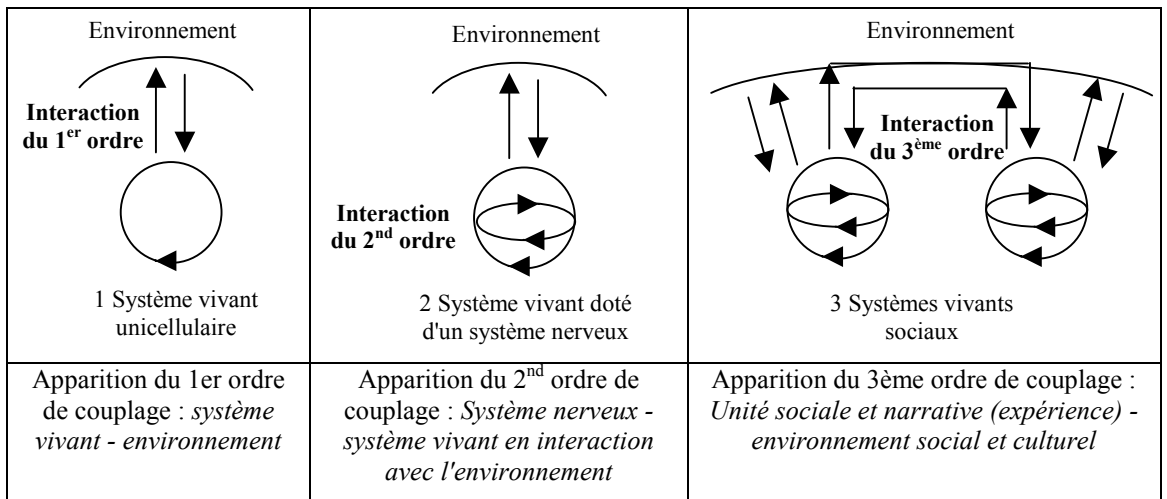 Environnement
Interaction
du 1er ordre
1 Système vivant
unicellulaire
Apparition du 1er ordre
de couplage : système
vivant - environnement
Environnement
Interaction
du 2nd ordre
2 Système vivant doté
d'un système nerveux
Apparition du 2nd ordre de
couplage : Système nerveux -
système vivant en interaction
avec l'environnement
Environnement
Interaction
du 3ème ordre
3 Systèmes vivants
sociaux
Apparition du 3ème ordre de couplage :
Unité sociale et narrative (expérience) -
environnement social et culturel